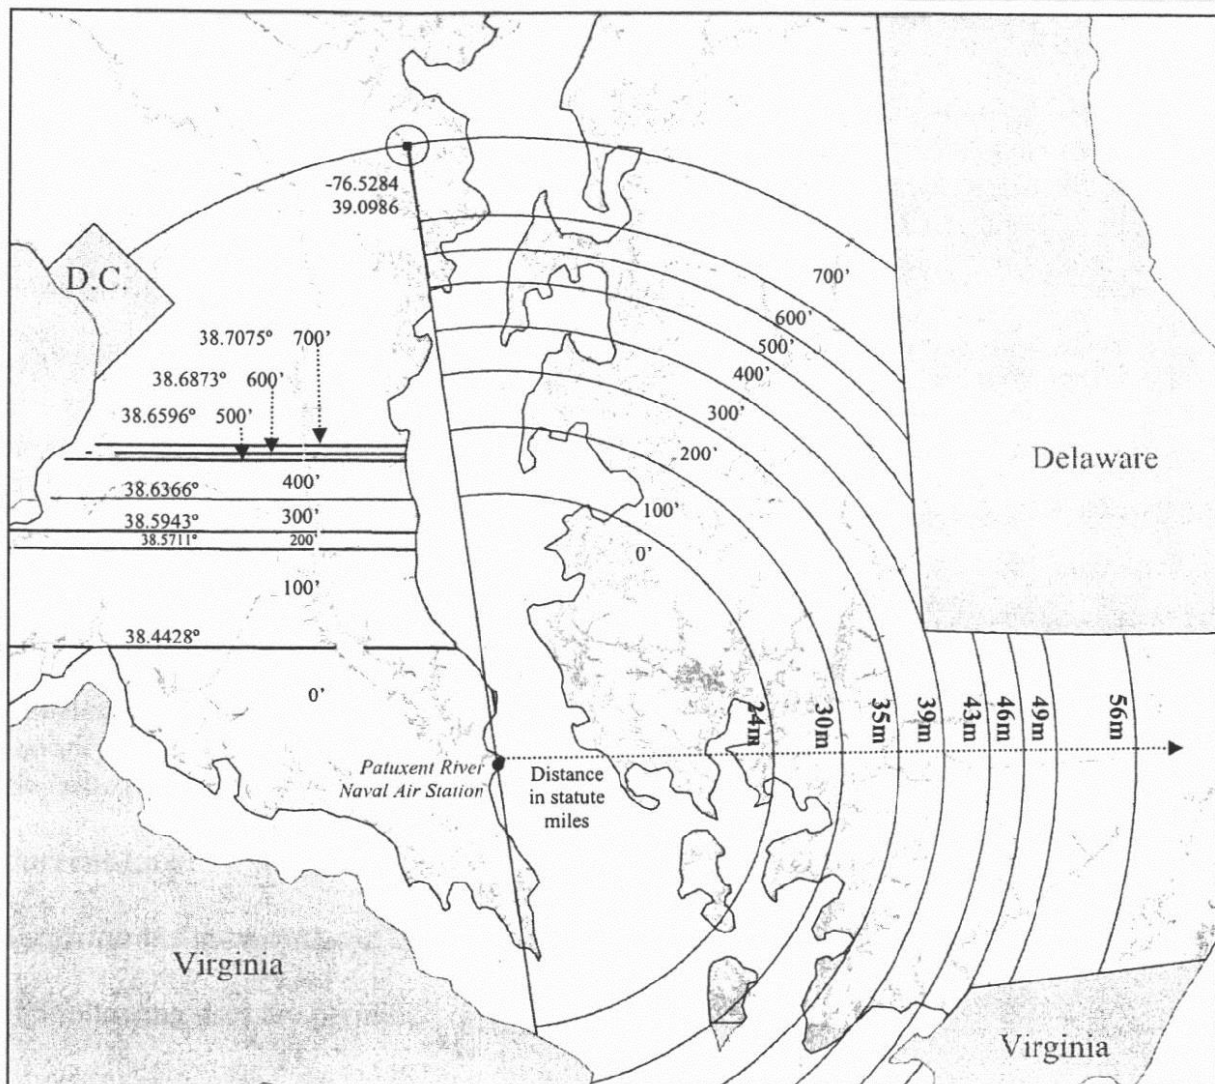 -76.5284
39.0986
D.C.
38.7075° 700'
38.6873° 600'
38.6596° 500'
38.6366° 400'
38.5943° 300'
38.5711° 200'
100'
38.4428°
0'
700'
600'
500'
400'
300'
200'
100'
0'
Delaware
24m 30m 35m 39m 43m 46m 49m 56m
Patuxent River
Naval Air Station
Distance
in statute
miles
Virginia
Virginia